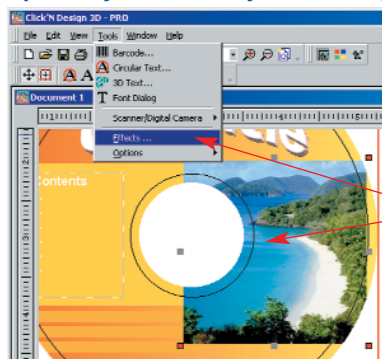 Click'N Design 3D - PRO
File Edit View Tools Window Help
Barcode...
Circular Text...
3D Text...
Font Dialog
Scanner/Digital Camera
Effects ...
Options
Document 1
Contents